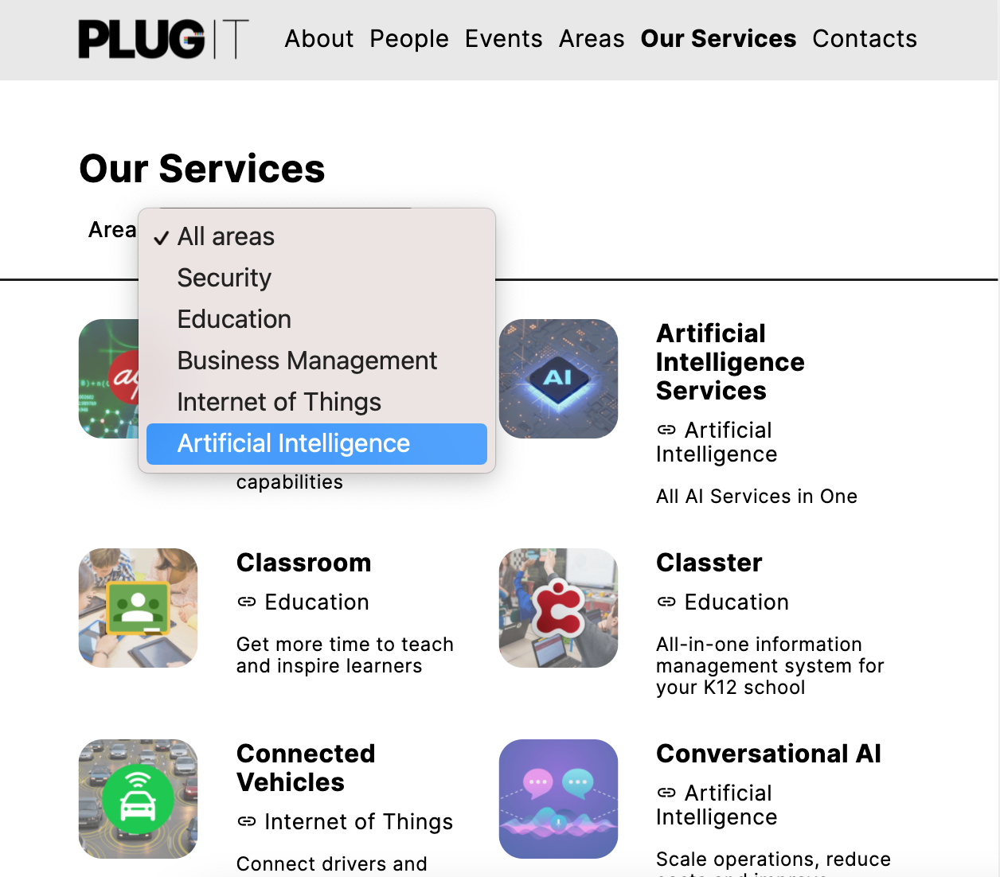 PLUG IT
About People Events Areas Our Services Contacts
Our Services
Area
✓ All areas
Security
Education
Business Management
Internet of Things
Artificial Intelligence
capabilities
AI
Artificial
Intelligence
Services
Artificial
Intelligence
All AI Services in One
Classroom
Education
Get more time to teach
and inspire learners
Classter
Education
All-in-one information
management system for
your K12 school
Connected
Vehicles
Internet of Things
Connect drivers and
Conversational AI
Artificial
Intelligence
Scale operations, reduce